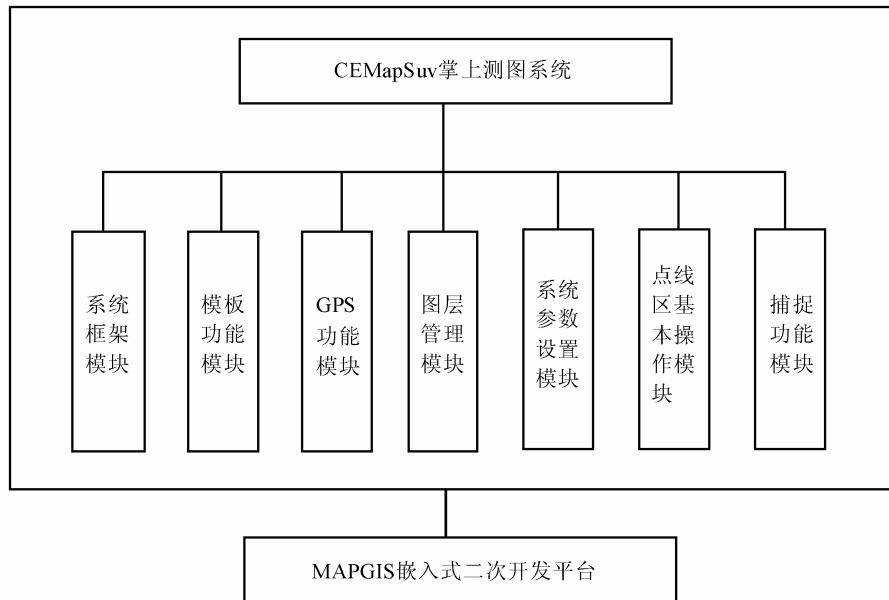 CEMapSuv掌上测图系统
系统
框架
模块
模板
功能
模块
GPS
功能
模块
图层
管理
模块
系统
参数
设置
模块
点线
区基
本操
作模
块
捕捉
功能
模块
MAPGIS嵌入式二次开发平台